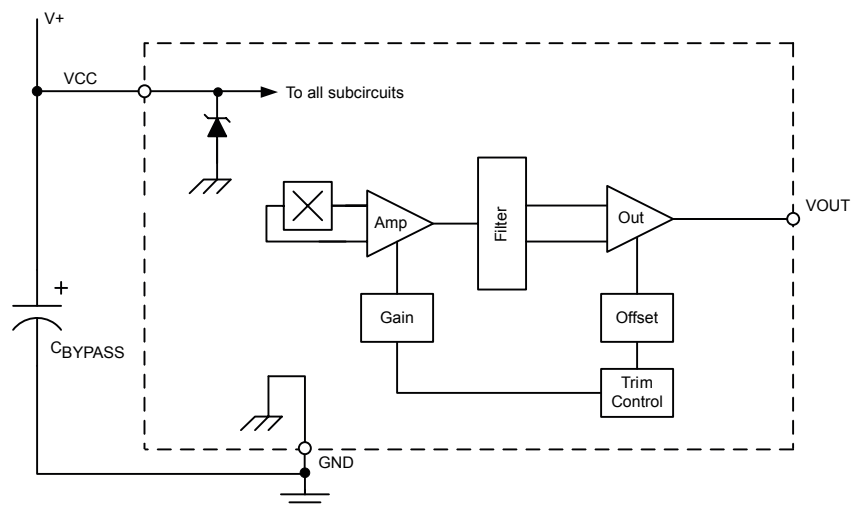 V+
VCC
To all subcircuits
VOUT
Amp
Filter
Out
+
Gain
Offset
CBYPASS
Trim
Control
GND